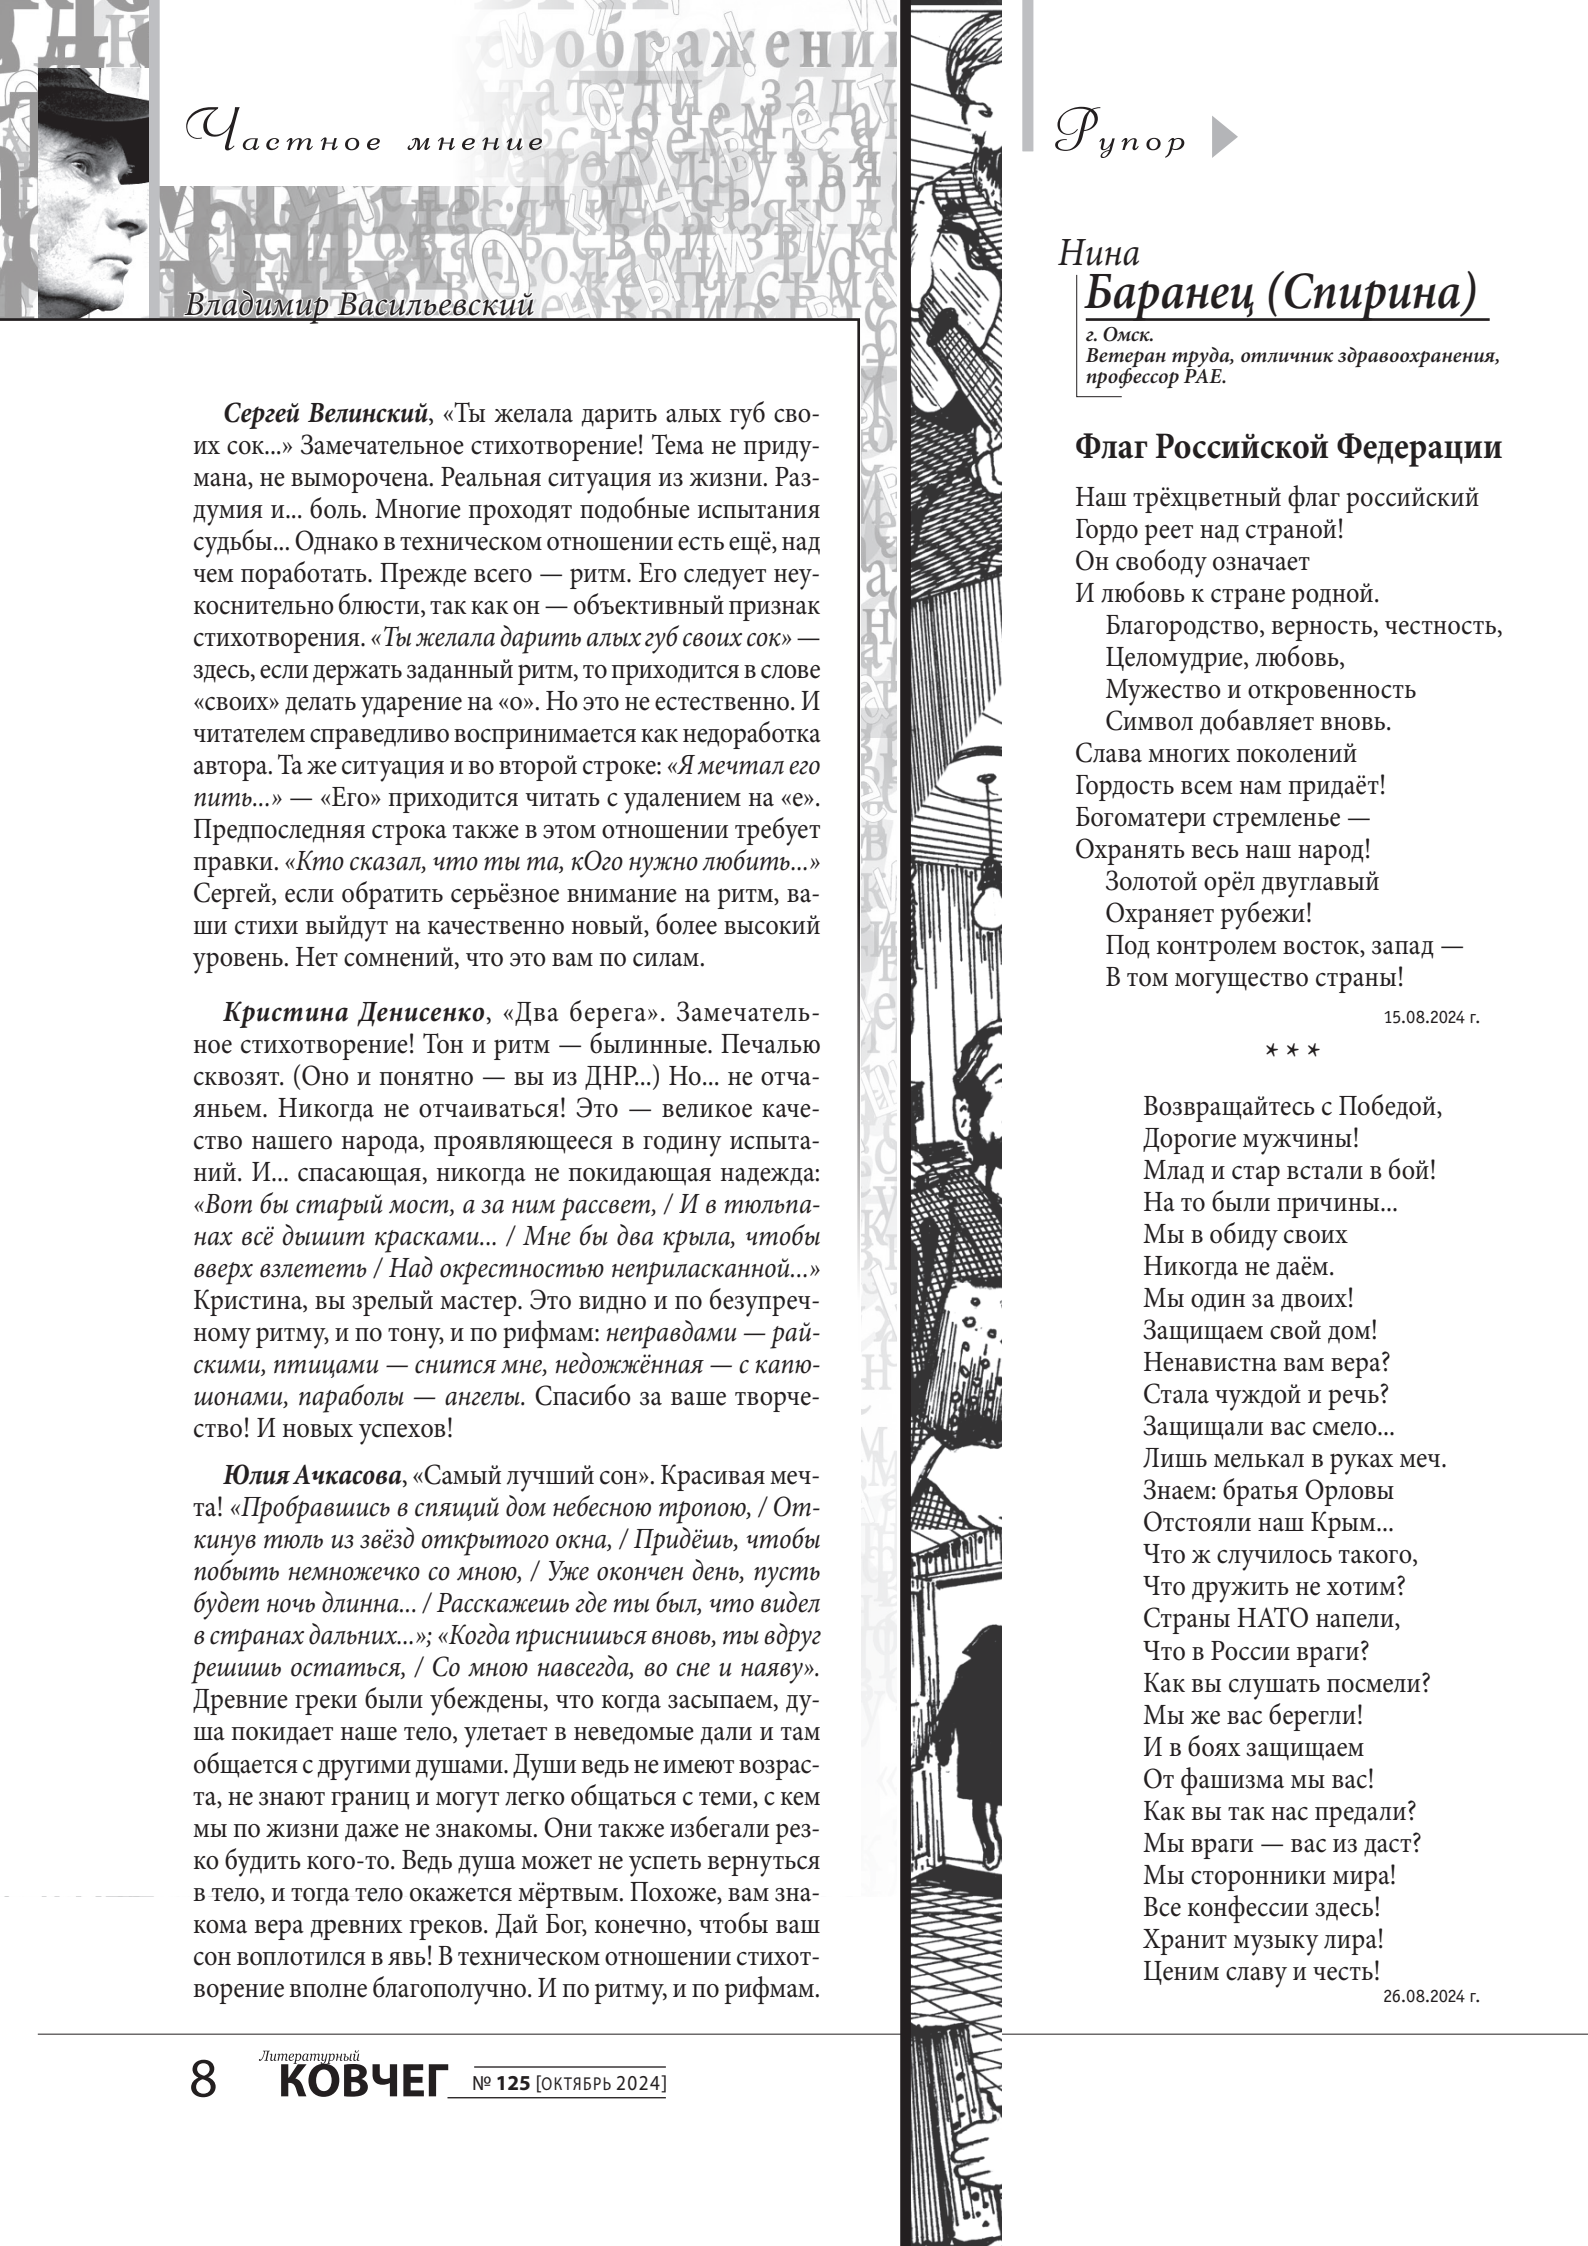 Частное мнение
Владимир Васильевский
Сергей Велинский, «Ты желала дарить алых губ сво-
их сок...» Замечательное стихотворение! Тема не приду-
мана, не выморочена. Реальная ситуация из жизни. Раз-
думия и... боль. Многие проходят подобные испытания
судьбы... Однако в техническом отношении есть ещё, над
чем поработать. Прежде всего — ритм. Его следует неу-
коснительно блюсти, так как он — объективный признак
стихотворения. «Ты желала дарить алых губ своих сок» —
здесь, если держать заданный ритм, то приходится в слове
«своих» делать ударение на «о». Но это не естественно. И
читателем справедливо воспринимается как недоработка
автора. Та же ситуация и во второй строке: «Я мечтал его
пить...» — «Его» приходится читать с удалением на «е».
Предпоследняя строка также в этом отношении требует
правки. «Кто сказал, что ты та, кОго нужно любить...»
Сергей, если обратить серьёзное внимание на ритм, ва-
ши стихи выйдут на качественно новый, более высокий
уровень. Нет сомнений, что это вам по силам.
Кристина Денисенко, «Два берега». Замечатель-
ное стихотворение! Тон и ритм — былинные. Печалью
сквозят. (Оно и понятно — вы из ДНР...) Но... не отча-
яньем. Никогда не отчаиваться! Это — великое каче-
ство нашего народа, проявляющееся в годину испыта-
ний. И... спасающая, никогда не покидающая надежда:
«Вот бы старый мост, а за ним рассвет, / И в тюльпа-
нах всё дышит красками... / Мне бы два крыла, чтобы
вверх взлететь / Над окрестностью неприласканной...»
Кристина, вы зрелый мастер. Это видно и по безупреч-
ному ритму, и по тону, и по рифмам: неправдами — рай-
скими, птицами — снится мне, недожжённая — с капю-
шонами, параболы — ангелы. Спасибо за ваше творче-
ство! И новых успехов!
Юлия Ачкасова, «Самый лучший сон». Красивая меч-
та! «Пробравшись в спящий дом небесною тропою, / От-
кинув тюль из звёзд открытого окна, / Придёшь, чтобы
побыть немножечко со мною, / Уже окончен день, пусть
будет ночь длинна... / Расскажешь где ты был, что видел
в странах дальних...»; «Когда приснишься вновь, ты вдруг
решишь остаться, / Со мною навсегда, во сне и наяву».
Древние греки были убеждены, что когда засыпаем, ду-
ша покидает наше тело, улетает в неведомые дали и там
общается с другими душами. Души ведь не имеют возрас-
та, не знают границ и могут легко общаться с теми, с кем
мы по жизни даже не знакомы. Они также избегали рез-
ко будить кого-то. Ведь душа может не успеть вернуться
в тело, и тогда тело окажется мёртвым. Похоже, вам зна-
кома вера древних греков. Дай Бог, конечно, чтобы ваш
сон воплотился в явь! В техническом отношении стихот-
ворение вполне благополучно. И по ритму, и по рифмам.
8
Литературный
КОВЧЕГ
№ 125 [ОКТЯБРЬ 2024]
Рупор
Нина
Баранец (Спирина)
г. Омск.
Ветеран труда, отличник здравоохранения,
профессор РАЕ.
Флаг Российской Федерации
Наш трёхцветный флаг российский
Гордо реет над страной!
Он свободу означает
И любовь к стране родной.
Благородство, верность, честность,
Целомудрие, любовь,
Мужество и откровенность
Символ добавляет вновь.
Слава многих поколений
Гордость всем нам придаёт!
Богоматери стремленье —
Охранять весь наш народ!
Золотой орёл двуглавый
Охраняет рубежи!
Под контролем восток, запад —
В том могущество страны!
15.08.2024 г.
* * *
Возвращайтесь с Победой,
Дорогие мужчины!
Млад и стар встали в бой!
На то были причины...
Мы в обиду своих
Никогда не даём.
Мы один за двоих!
Защищаем свой дом!
Ненавистна вам вера?
Стала чуждой и речь?
Защищали вас смело...
Лишь мелькал в руках меч.
Знаем: братья Орловы
Отстояли наш Крым...
Что ж случилось такого,
Что дружить не хотим?
Страны НАТО напели,
Что в России враги?
Как вы слушать посмели?
Мы же вас берегли!
И в боях защищаем
От фашизма мы вас!
Как вы так нас предали?
Мы враги — вас из даст?
Мы сторонники мира!
Все конфессии здесь!
Хранит музыку лира!
Ценим славу и честь!
26.08.2024 г.